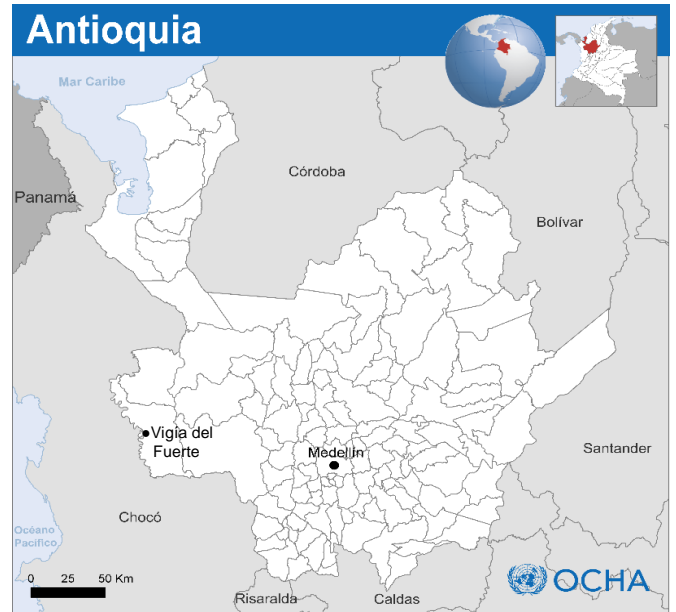 Antioquia
Mar Caribe
Panamá
Córdoba
Bolívar
Vigía del
Fuerte
Medellín
Santander
Chocó
Océano
Pacífico
0 25 50 Km
Risaralda
Caldas
OCHA